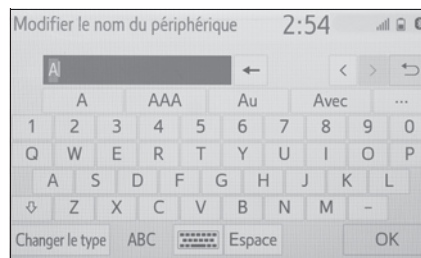 Modifier le nom du périphérique 2:54
A
A AAA Au Avec ...
1 2 3 4 5 6 7 8 9 0
Q W E R T Y U I O P
A S D F G H J K L
Z X C V B N M -
Changer le type ABC Espace OK